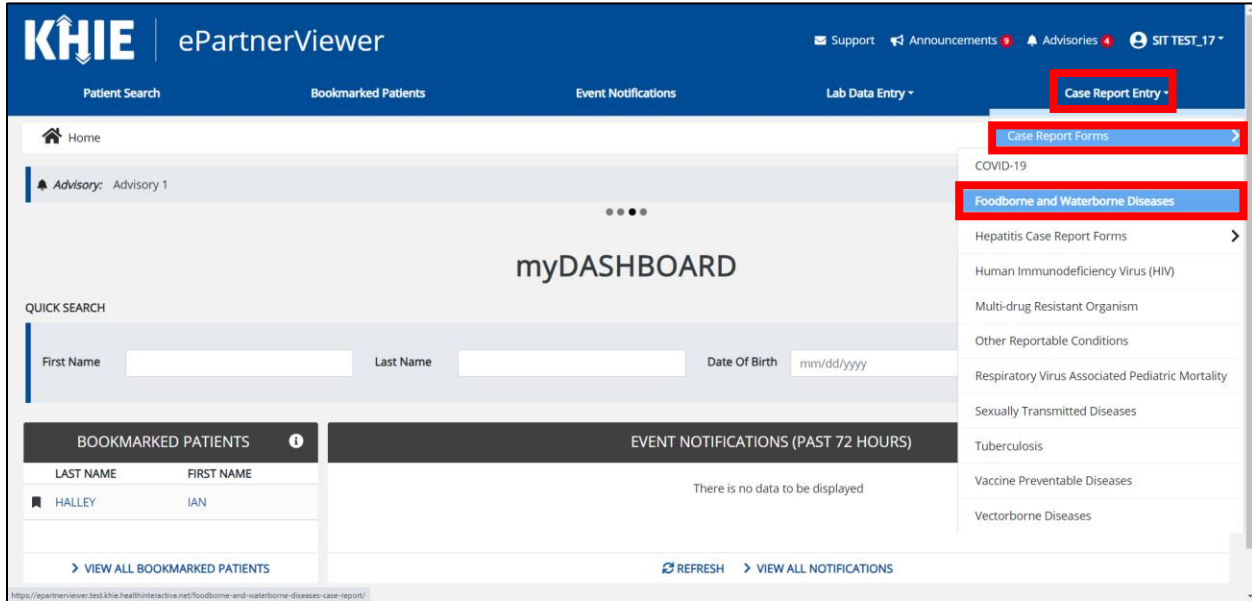 KHIE ePartnerViewer
Support Announcements 9 Advisories 4 SIT TEST_17
Patient Search Bookmarked Patients Event Notifications Lab Data Entry Case Report Entry
Home
Case Report Forms
Advisory: Advisory 1
COVID-19
Foodborne and Waterborne Diseases
Hepatitis Case Report Forms
Human Immunodeficiency Virus (HIV)
Multi-drug Resistant Organism
Other Reportable Conditions
Respiratory Virus Associated Pediatric Mortality
Sexually Transmitted Diseases
Tuberculosis
Vaccine Preventable Diseases
Vectorborne Diseases
myDASHBOARD
QUICK SEARCH
First Name Last Name Date Of Birth mm/dd/yyyy
BOOKMARKED PATIENTS
LAST NAME FIRST NAME
HALLEY IAN
VIEW ALL BOOKMARKED PATIENTS
EVENT NOTIFICATIONS (PAST 72 HOURS)
There is no data to be displayed
REFRESH VIEW ALL NOTIFICATIONS
https://epartnerviewer.test.khie.healthinteractive.net/foodborne-and-waterborne-diseases-case-report/